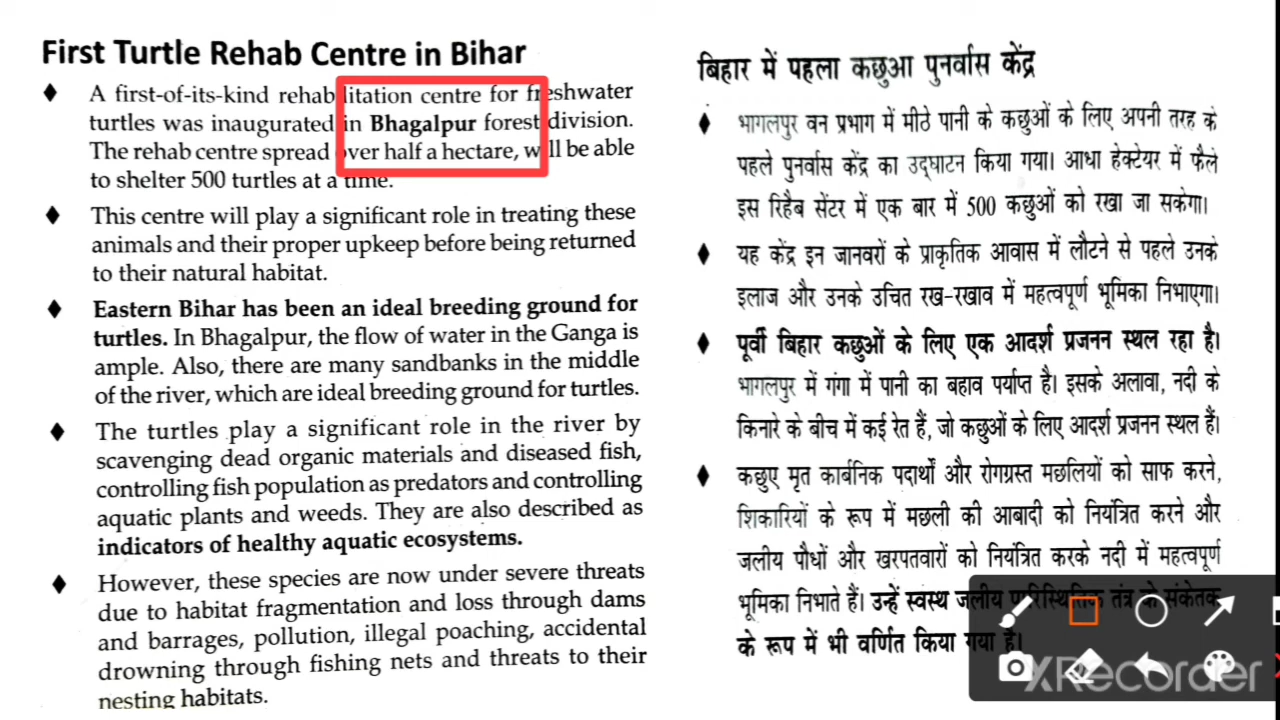 First Turtle Rehab Centre in Bihar
A first-of-its-kind rehabilitation centre for freshwater
turtles was inaugurated in Bhagalpur forest division.
The rehab centre spread over half a hectare, will be able
to shelter 500 turtles at a time.
This centre will play a significant role in treating these
animals and their proper upkeep before being returned
to their natural habitat.
Eastern Bihar has been an ideal breeding ground for
turtles. In Bhagalpur, the flow of water in the Ganga is
ample. Also, there are many sandbanks in the middle
of the river, which are ideal breeding ground for turtles.
The turtles play a significant role in the river by
scavenging dead organic materials and diseased fish,
controlling fish population as predators and controlling
aquatic plants and weeds. They are also described as
indicators of healthy aquatic ecosystems.
However, these species are now under severe threats
due to habitat fragmentation and loss through dams
and barrages, pollution, illegal poaching, accidental
drowning through fishing nets and threats to their
nesting habitats.
बिहार में पहला कछुआ पुनर्वास केंद्र
भागलपुर वन प्रभाग में मीठे पानी के कछुओं के लिए अपनी तरह के
पहले पुनर्वास केंद्र का उद्घाटन किया गया। आधा हेक्टेयर में फैले
इस रिहैब सेंटर में एक बार में 500 कछुओं को रखा जा सकेगा।
यह केंद्र इन जानवरों के प्राकृतिक आवास में लौटने से पहले उनके
इलाज और उनके उचित रख-रखाव में महत्वपूर्ण भूमिका निभाएगा।
पूर्वी बिहार कछुओं के लिए एक आदर्श प्रजनन स्थल रहा है।
भागलपुर में गंगा में पानी का बहाव पर्याप्त है। इसके अलावा, नदी के
किनारे के बीच में कई रेत हैं, जो कछुओं के लिए आदर्श प्रजनन स्थल हैं।
कछुए मृत कार्बनिक पदार्थों और रोगग्रस्त मछलियों को साफ करने,
शिकारियों के रूप में मछली की आबादी को नियंत्रित करने और
जलीय पौधों और खरपतवारों को नियंत्रित करके नदी में महत्वपूर्ण
भूमिका निभाते हैं। उन्हें स्वस्थ जलीय पारिस्थितिक तंत्र के संकेतक
के रूप में भी वर्णित किया गया है।
XRecorder